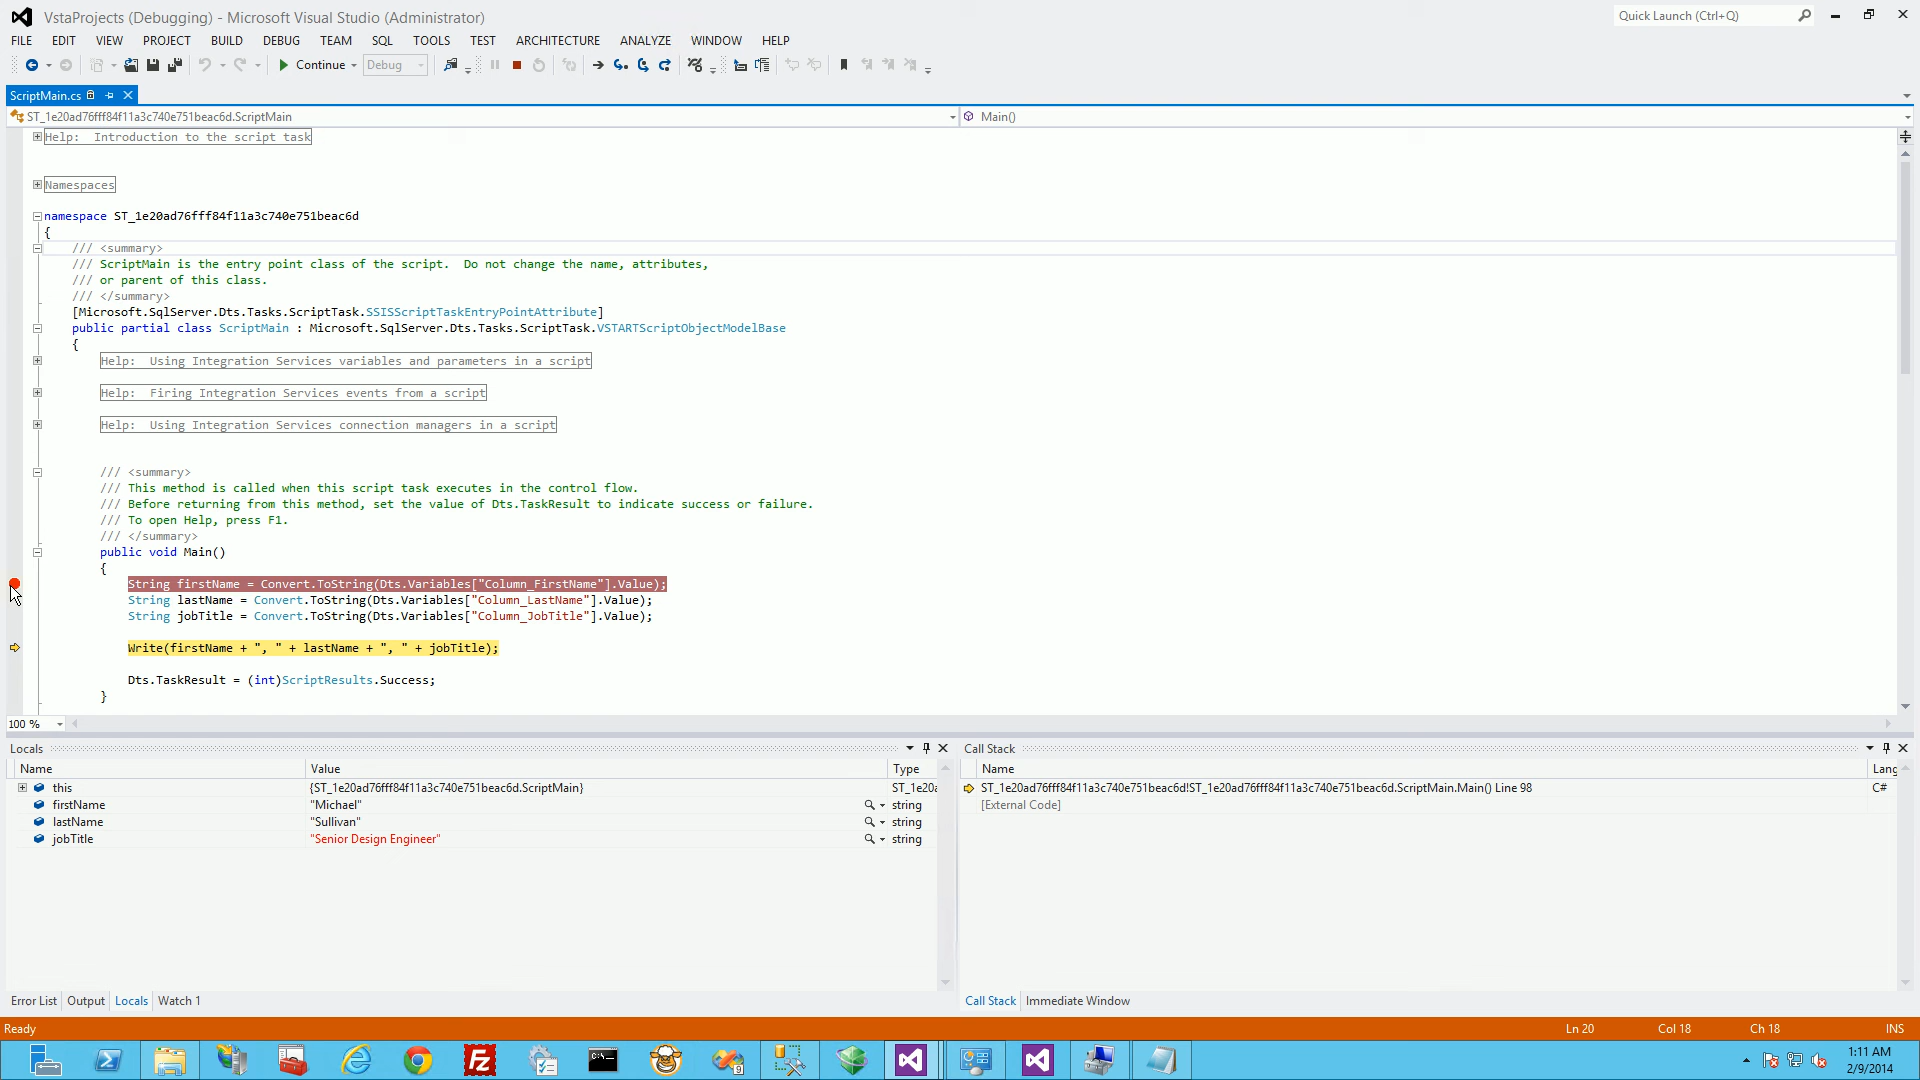 VstaProjects (Debugging) - Microsoft Visual Studio (Administrator)
Quick Launch (Ctrl+Q)
FILE EDIT VIEW PROJECT BUILD DEBUG TEAM SQL TOOLS TEST ARCHITECTURE ANALYZE WINDOW HELP
Continue Debug
ScriptMain.cs
ST_1e20ad76fff84f11a3c740e751beac6d.ScriptMain
Main()
Help:  Introduction to the script task
Namespaces
namespace ST_1e20ad76fff84f11a3c740e751beac6d
{
/// <summary>
/// ScriptMain is the entry point class of the script.  Do not change the name, attributes,
/// or parent of this class.
/// </summary>
[Microsoft.SqlServer.Dts.Tasks.ScriptTask.SSISScriptTaskEntryPointAttribute]
public partial class ScriptMain : Microsoft.SqlServer.Dts.Tasks.ScriptTask.VSTARTScriptObjectModelBase
{
Help:  Using Integration Services variables and parameters in a script
Help:  Firing Integration Services events from a script
Help:  Using Integration Services connection managers in a script
/// <summary>
/// This method is called when this script task executes in the control flow.
/// Before returning from this method, set the value of Dts.TaskResult to indicate success or failure.
/// To open Help, press F1.
/// </summary>
public void Main()
{
String firstName = Convert.ToString(Dts.Variables["Column_FirstName"].Value);
String lastName = Convert.ToString(Dts.Variables["Column_LastName"].Value);
String jobTitle = Convert.ToString(Dts.Variables["Column_JobTitle"].Value);
Write(firstName + ", " + lastName + ", " + jobTitle);
Dts.TaskResult = (int)ScriptResults.Success;
}
100 %
Locals
Name Value Type
this {ST_1e20ad76fff84f11a3c740e751beac6d.ScriptMain} ST_1e20a
firstName "Michael" string
lastName "Sullivan" string
jobTitle "Senior Design Engineer" string
Error List Output Locals Watch 1
Call Stack
Name Lang
ST_1e20ad76fff84f11a3c740e751beac6d!ST_1e20ad76fff84f11a3c740e751beac6d.ScriptMain.Main() Line 98 C#
[External Code]
Call Stack Immediate Window
Ready Ln 20 Col 18 Ch 18 INS
1:11 AM
2/9/2014